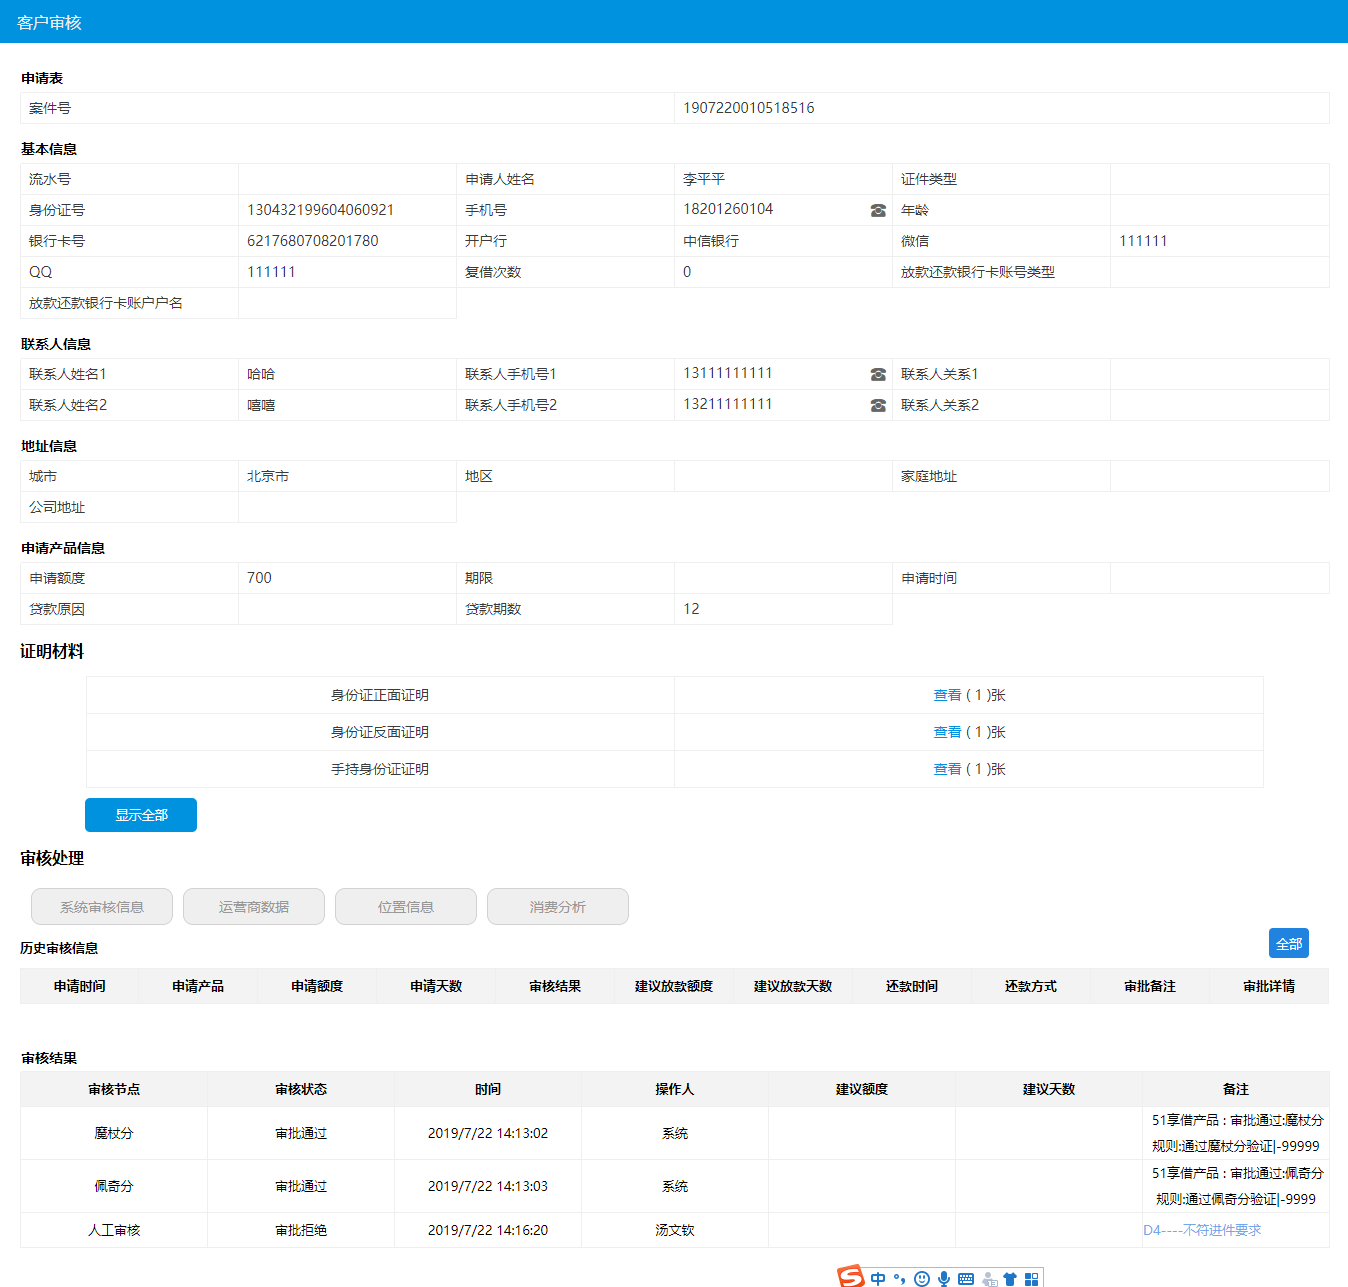 客户审核
申请表
案件号 1907220010518516
基本信息
流水号 申请人姓名 李平平 证件类型
身份证号 130432199604060921 手机号 18201260104 年龄
银行卡号 6217680708201780 开户行 中信银行 微信 111111
QQ 111111 复借次数 0 放款还款银行卡账号类型
放款还款银行卡账户户名
联系人信息
联系人姓名1 哈哈 联系人手机号1 13111111111 联系人关系1
联系人姓名2 嘻嘻 联系人手机号2 13211111111 联系人关系2
地址信息
城市 北京市 地区 家庭地址
公司地址
申请产品信息
申请额度 700 期限 申请时间
贷款原因 贷款期数 12
证明材料
身份证正面证明 查看 ( 1 )张
身份证反面证明 查看 ( 1 )张
手持身份证证明 查看 ( 1 )张
显示全部
审核处理
系统审核信息 运营商数据 位置信息 消费分析
历史审核信息 全部
申请时间 申请产品 申请额度 申请天数 审核结果 建议放款额度 建议放款天数 还款时间 还款方式 审批备注 审批详情
审核结果
审核节点 审核状态 时间 操作人 建议额度 建议天数 备注
魔杖分 审批通过 2019/7/22 14:13:02 系统 51享借产品 : 审批通过:魔杖分
规则:通过魔杖分验证|-99999
佩奇分 审批通过 2019/7/22 14:13:03 系统 51享借产品 : 审批通过:佩奇分
规则:通过佩奇分验证|-9999
人工审核 审批拒绝 2019/7/22 14:16:20 汤文钦 D4----不符进件要求
S 中